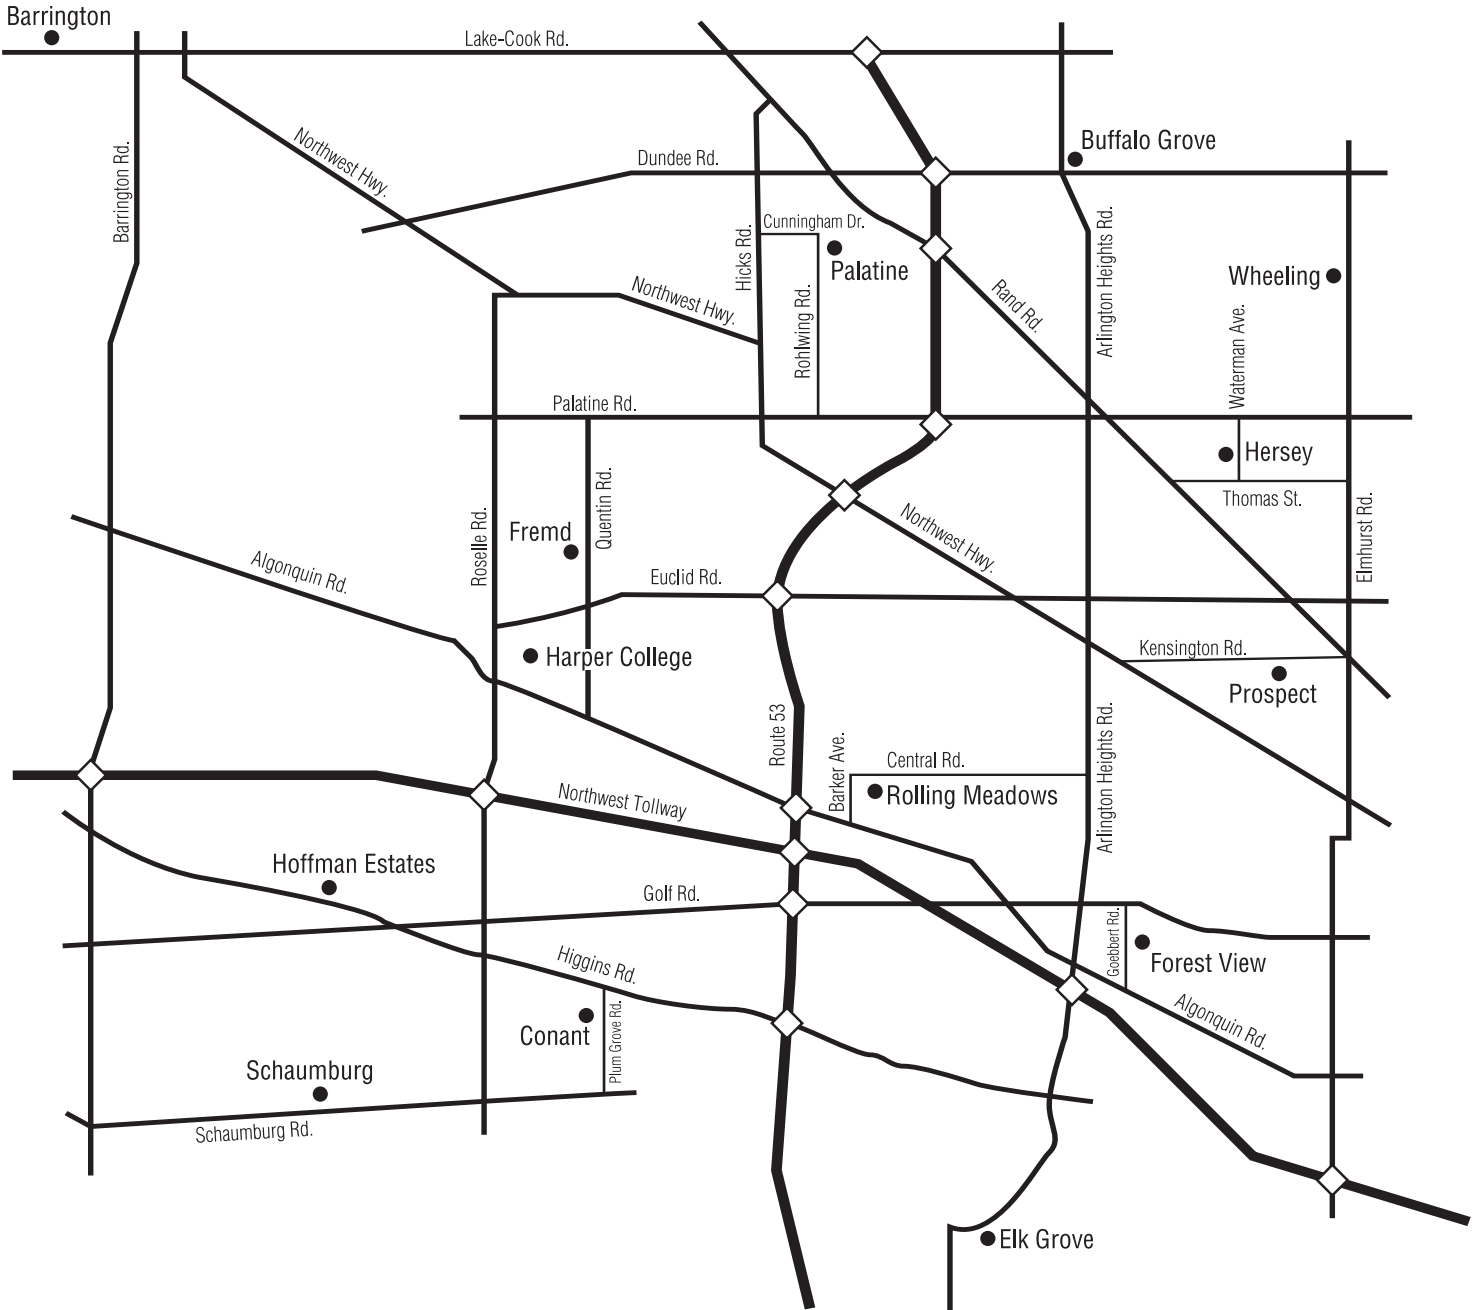 Barrington
Lake-Cook Rd.
Buffalo Grove
Northwest Hwy.
Dundee Rd.
Barrington Rd.
Cunningham Dr.
Hicks Rd.
Palatine
Arlington Heights Rd.
Wheeling
Northwest Hwy.
Rohlwing Rd.
Rand Rd.
Waterman Ave.
Palatine Rd.
Hersey
Thomas St.
Quentin Rd.
Roselle Rd.
Fremd
Northwest Hwy.
Elmhurst Rd.
Algonquin Rd.
Euclid Rd.
Harper College
Kensington Rd.
Prospect
Route 53
Barker Ave.
Central Rd.
Arlington Heights Rd.
Rolling Meadows
Northwest Tollway
Hoffman Estates
Golf Rd.
Goebbert Rd.
Forest View
Higgins Rd.
Algonquin Rd.
Conant
Plum Grove Rd.
Schaumburg
Schaumburg Rd.
Elk Grove